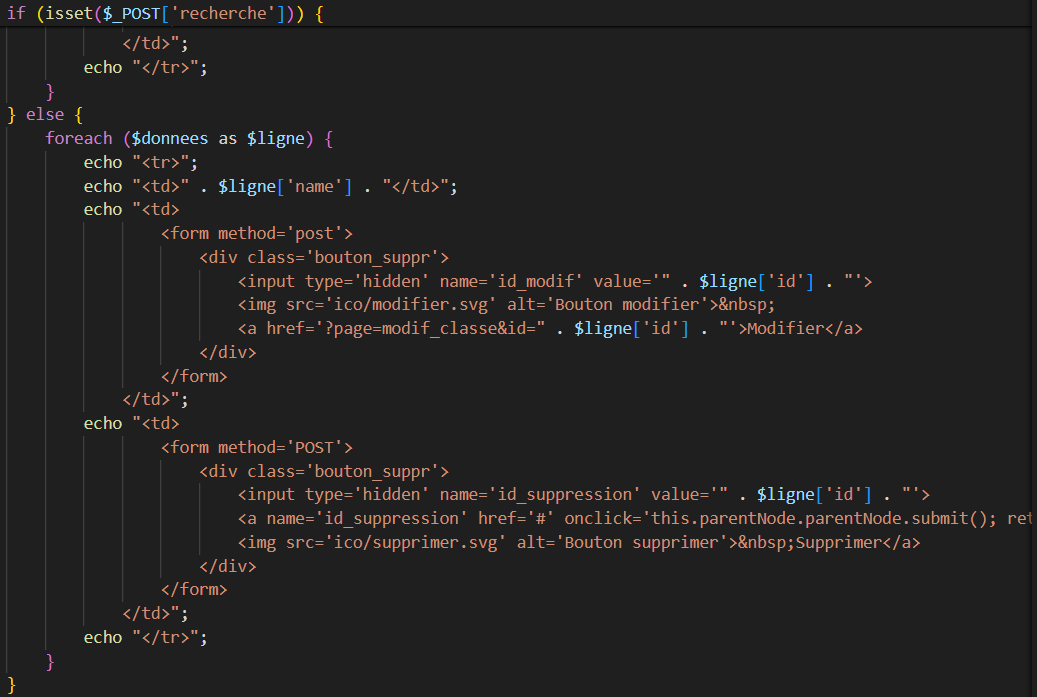 if (isset($_POST['recherche'])) {
</td>";
echo "</tr>";
}
} else {
foreach ($donnees as $ligne) {
echo "<tr>";
echo "<td>" . $ligne['name'] . "</td>";
echo "<td>
<form method='post'>
<div class='bouton_suppr'>
<input type='hidden' name='id_modif' value='" . $ligne['id'] . "'>
<img src='ico/modifier.svg' alt='Bouton modifier'>&nbsp;
<a href='?page=modif_classe&id=" . $ligne['id'] . "'>Modifier</a>
</div>
</form>
</td>";
echo "<td>
<form method='POST'>
<div class='bouton_suppr'>
<input type='hidden' name='id_suppression' value='" . $ligne['id'] . "'>
<a name='id_suppression' href='#' onclick='this.parentNode.parentNode.submit(); ret
<img src='ico/supprimer.svg' alt='Bouton supprimer'>&nbsp;Supprimer</a>
</div>
</form>
</td>";
echo "</tr>";
}
}